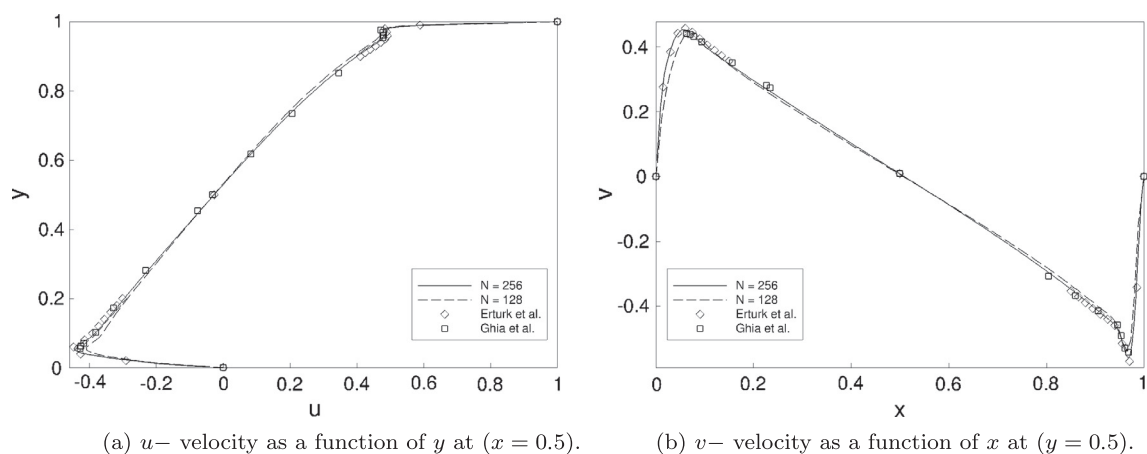 1
0.8
0.6
0.4
0.2
0
y
-0.4
-0.2
0
0.2
0.4
0.6
0.8
1
u
N = 256
N = 128
Erturk et al.
Ghia et al.
0.4
0.2
0
-0.2
-0.4
v
0
0.2
0.4
0.6
0.8
1
x
N = 256
N = 128
Erturk et al.
Ghia et al.
(a) u− velocity as a function of y at (x = 0.5).
(b) v− velocity as a function of x at (y = 0.5).